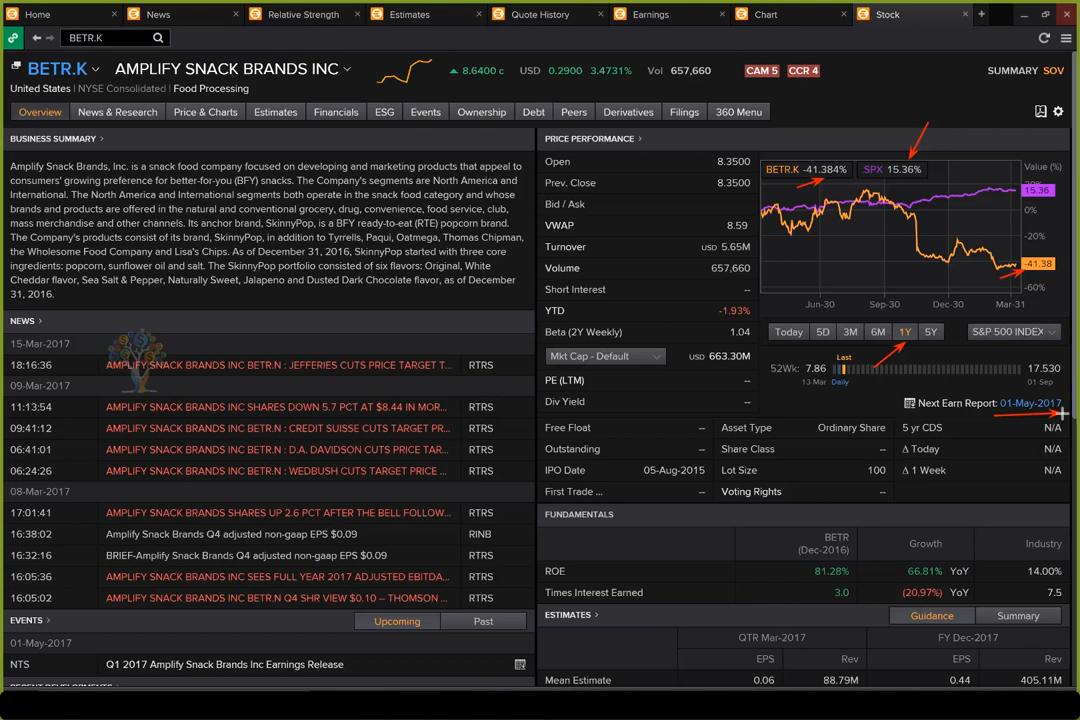 Home
News
Relative Strength
Estimates
Quote History
Earnings
Chart
Stock
BETR.K
BETR.K AMPLIFY SNACK BRANDS INC 8.6400 c USD 0.2900 3.4731% Vol 657,660 CAM 5 CCR 4 SUMMARY SOV
United States | NYSE Consolidated | Food Processing
Overview News & Research Price & Charts Estimates Financials ESG Events Ownership Debt Peers Derivatives Filings 360 Menu
BUSINESS SUMMARY
Amplify Snack Brands, Inc. is a snack food company focused on developing and marketing products that appeal to
consumers' growing preference for better-for-you (BFY) snacks. The Company's segments are North America and
International. The North America and International segments both operate in the snack food category and whose
brands and products are offered in the natural and conventional grocery, drug, convenience, food service, club,
mass merchandise and other channels. Its anchor brand, SkinnyPop, is a BFY ready-to-eat (RTE) popcorn brand.
The Company's products consist of its brand, SkinnyPop, in addition to Tyrrells, Paqui, Oatmega, Thomas Chipman,
the Wholesome Food Company and Lisa's Chips. As of December 31, 2016, SkinnyPop started with three core
ingredients: popcorn, sunflower oil and salt. The SkinnyPop portfolio consisted of six flavors: Original, White
Cheddar flavor, Sea Salt & Pepper, Naturally Sweet, Jalapeno and Dusted Dark Chocolate flavor, as of December
31, 2016.
NEWS
15-Mar-2017
18:16:36 AMPLIFY SNACK BRANDS INC BETR.N : JEFFERIES CUTS PRICE TARGET T... RTRS
09-Mar-2017
11:13:54 AMPLIFY SNACK BRANDS INC SHARES DOWN 5.7 PCT AT $8.44 IN MOR... RTRS
09:41:12 AMPLIFY SNACK BRANDS INC BETR.N : CREDIT SUISSE CUTS TARGET PR... RTRS
06:41:01 AMPLIFY SNACK BRANDS INC BETR.N : D.A. DAVIDSON CUTS PRICE TAR... RTRS
06:24:26 AMPLIFY SNACK BRANDS INC BETR.N : WEDBUSH CUTS TARGET PRICE ... RTRS
08-Mar-2017
17:01:41 AMPLIFY SNACK BRANDS SHARES UP 2.6 PCT AFTER THE BELL FOLLOW... RTRS
16:38:02 Amplify Snack Brands Q4 adjusted non-gaap EPS $0.09 RINB
16:32:16 BRIEF-Amplify Snack Brands Q4 adjusted non-gaap EPS $0.09 RTRS
16:05:36 AMPLIFY SNACK BRANDS INC SEES FULL YEAR 2017 ADJUSTED EBITDA... RTRS
16:05:02 AMPLIFY SNACK BRANDS INC BETR.N Q4 SHR VIEW $0.10 -- THOMSON ... RTRS
EVENTS Upcoming Past
01-May-2017
NTS Q1 2017 Amplify Snack Brands Inc Earnings Release
PRICE PERFORMANCE
Open 8.3500
Prev. Close 8.3500
Bid / Ask
VWAP 8.59
Turnover USD 5.65M
Volume 657,660
Short Interest --
YTD -1.93%
Beta (2Y Weekly) 1.04
Mkt Cap - Default USD 663.30M
PE (LTM) --
Div Yield --
BETR.K -41.384% SPX 15.36% Value (%)
15.36
0%
-20%
-41.38
-60%
Jun-30 Sep-30 Dec-30 Mar-31
Today 5D 3M 6M 1Y 5Y S&P 500 INDEX
Last
52Wk: 7.86 17.530
13 Mar Daily 01 Sep
Next Earn Report: 01-May-2017
Free Float -- Asset Type Ordinary Share 5 yr CDS N/A
Outstanding -- Share Class -- Δ Today N/A
IPO Date 05-Aug-2015 Lot Size 100 Δ 1 Week N/A
First Trade ... -- Voting Rights --
FUNDAMENTALS
BETR
(Dec-2016) Growth Industry
ROE 81.28% 66.81% YoY 14.00%
Times Interest Earned 3.0 (20.97%) YoY 7.5
ESTIMATES Guidance Summary
QTR Mar-2017 FY Dec-2017
EPS Rev EPS Rev
Mean Estimate 0.06 88.79M 0.44 405.11M